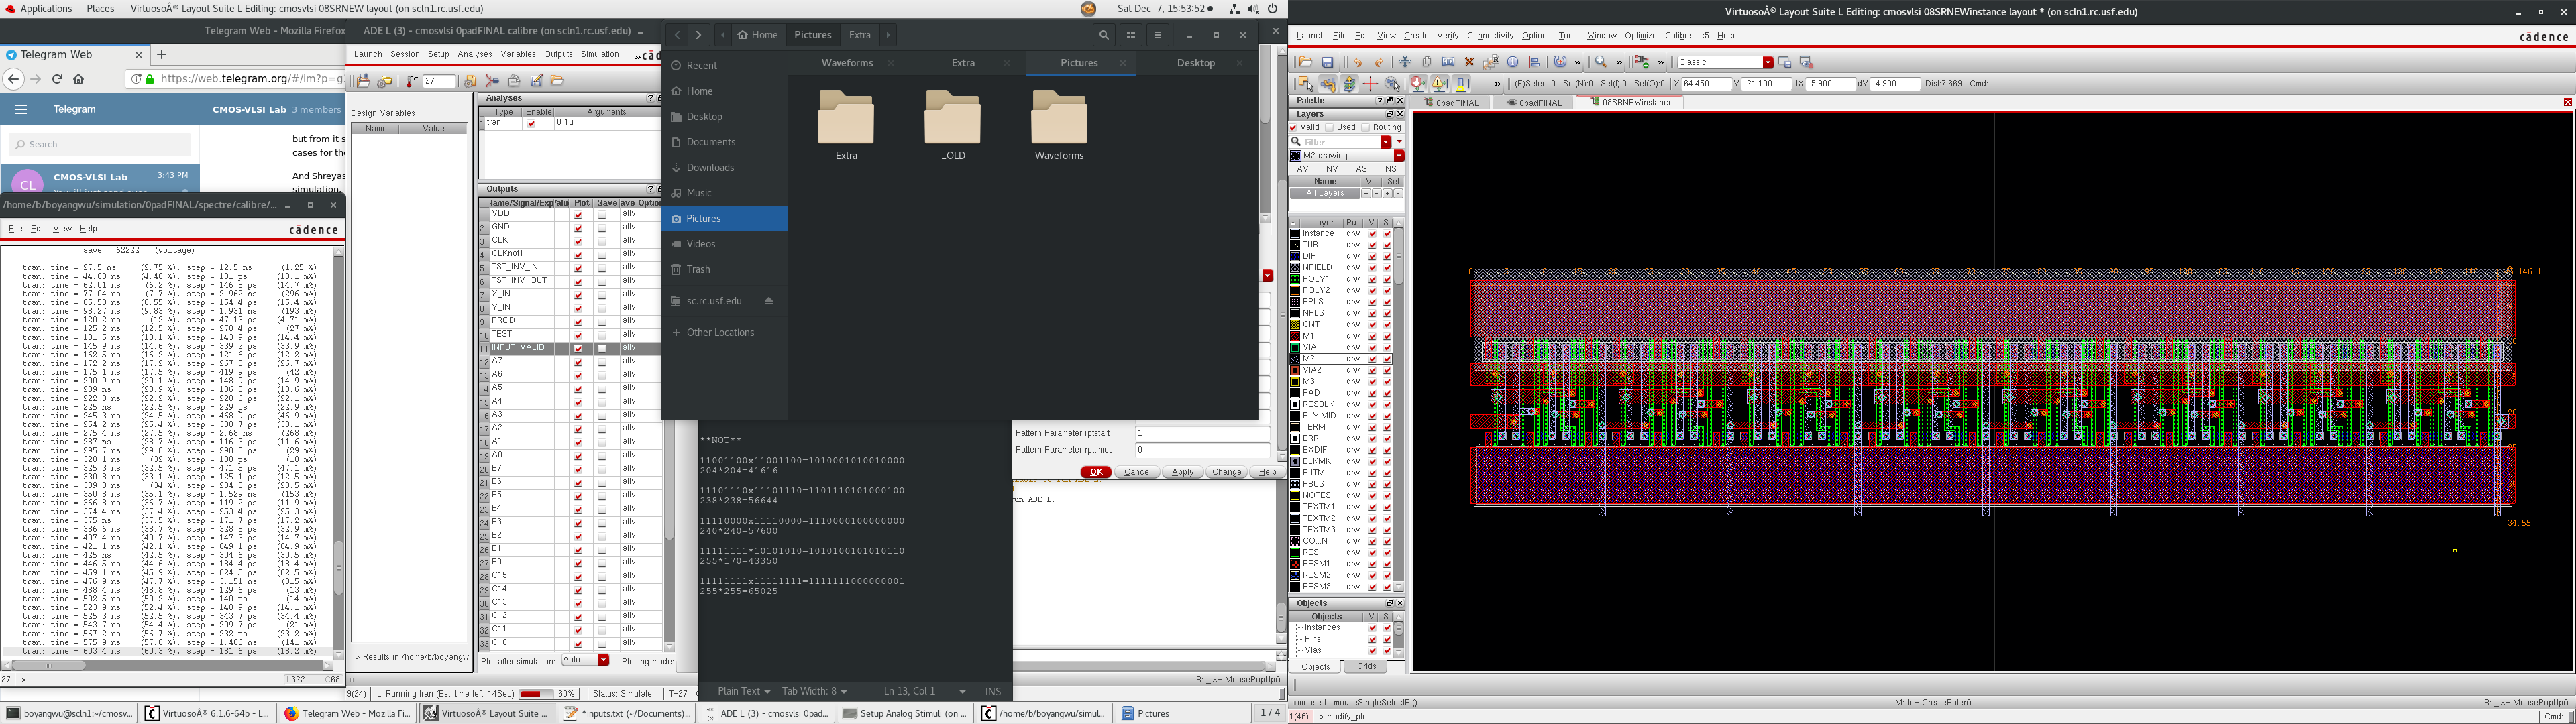 Applications Places VirtuosoÂ® Layout Suite L Editing: cmosvlsi 08SRNEW layout (on scln1.rc.usf.edu) Sat Dec 7, 15:53:52
Telegram Web - Mozilla Firefox
Telegram Web
https://web.telegram.org/#/im?p=g
Telegram
CMOS-VLSI Lab 3 members
Search
CMOS-VLSI Lab 3:43 PM
CL
but from it s
cases for the
And Shreyas
simulation,
/home/b/boyangwu/simulation/0padFINAL/spectre/calibre/...
File Edit View Help cādence
save 62222 (voltage)
tran: time = 27.5 ns (2.75 %), step = 12.5 ns (1.25 %)
tran: time = 44.83 ns (4.48 %), step = 131 ps (13.1 m%)
tran: time = 62.01 ns (6.2 %), step = 146.8 ps (14.7 m%)
tran: time = 77.04 ns (7.7 %), step = 2.962 ns (296 m%)
tran: time = 85.53 ns (8.55 %), step = 154.4 ps (15.4 m%)
tran: time = 98.27 ns (9.83 %), step = 1.931 ns (193 m%)
tran: time = 120.2 ns (12 %), step = 47.13 ps (4.71 m%)
tran: time = 125.2 ns (12.5 %), step = 270.4 ps (27 m%)
tran: time = 131.5 ns (13.1 %), step = 143.9 ps (14.4 m%)
tran: time = 145.9 ns (14.6 %), step = 339.2 ps (33.9 m%)
tran: time = 162.5 ns (16.2 %), step = 121.6 ps (12.2 m%)
tran: time = 172.2 ns (17.2 %), step = 267.5 ps (26.7 m%)
tran: time = 175.1 ns (17.5 %), step = 419.9 ps (42 m%)
tran: time = 200.9 ns (20.1 %), step = 148.9 ps (14.9 m%)
tran: time = 209 ns (20.9 %), step = 136.3 ps (13.6 m%)
tran: time = 222.3 ns (22.2 %), step = 220.6 ps (22.1 m%)
tran: time = 225 ns (22.5 %), step = 229 ps (22.9 m%)
tran: time = 245.3 ns (24.5 %), step = 468.9 ps (46.9 m%)
tran: time = 254.2 ns (25.4 %), step = 300.7 ps (30.1 m%)
tran: time = 275.4 ns (27.5 %), step = 2.68 ns (268 m%)
tran: time = 287 ns (28.7 %), step = 116.3 ps (11.6 m%)
tran: time = 295.7 ns (29.6 %), step = 290.3 ps (29 m%)
tran: time = 320.1 ns (32 %), step = 100 ps (10 m%)
tran: time = 325.3 ns (32.5 %), step = 471.5 ps (47.1 m%)
tran: time = 330.8 ns (33.1 %), step = 125.1 ps (12.5 m%)
tran: time = 339.8 ns (34 %), step = 234.8 ps (23.5 m%)
tran: time = 350.8 ns (35.1 %), step = 1.529 ns (153 m%)
tran: time = 366.8 ns (36.7 %), step = 119.2 ps (11.9 m%)
tran: time = 374.4 ns (37.4 %), step = 253.4 ps (25.3 m%)
tran: time = 375 ns (37.5 %), step = 171.7 ps (17.2 m%)
tran: time = 386.6 ns (38.7 %), step = 328.8 ps (32.9 m%)
tran: time = 407.4 ns (40.7 %), step = 147.3 ps (14.7 m%)
tran: time = 421.1 ns (42.1 %), step = 849.1 ps (84.9 m%)
tran: time = 425 ns (42.5 %), step = 304.6 ps (30.5 m%)
tran: time = 446.5 ns (44.6 %), step = 184.4 ps (18.4 m%)
tran: time = 459.1 ns (45.9 %), step = 624.5 ps (62.5 m%)
tran: time = 476.9 ns (47.7 %), step = 3.151 ns (315 m%)
tran: time = 488.4 ns (48.8 %), step = 129.6 ps (13 m%)
tran: time = 502.5 ns (50.2 %), step = 140 ps (14 m%)
tran: time = 523.9 ns (52.4 %), step = 140.9 ps (14.1 m%)
tran: time = 525 ns (52.5 %), step = 343.7 ps (34.4 m%)
tran: time = 543.7 ns (54.4 %), step = 209.7 ps (21 m%)
tran: time = 567.2 ns (56.7 %), step = 232 ps (23.2 m%)
tran: time = 575.9 ns (57.6 %), step = 1.406 ns (141 m%)
tran: time = 603.4 ns (60.3 %), step = 181.6 ps (18.2 m%)
27 > L322 C68
ADE L (3) - cmosvlsi 0padFINAL calibre (on scln1.rc.usf.edu)
Launch Session Setup Analyses Variables Outputs Simulation
27
Design Variables
Name Value
> Results in /home/b/boyangw
Analyses
Type Enable Arguments
1 tran 0 1u
Outputs
Name/Signal/Expr Value Plot Save Save Options
1 VDD allv
2 GND allv
3 CLK allv
4 CLKnot1 allv
5 TST_INV_IN allv
6 TST_INV_OUT allv
7 X_IN allv
8 Y_IN allv
9 PROD allv
10 TEST allv
11 INPUT_VALID allv
12 A7 allv
13 A6 allv
14 A5 allv
15 A4 allv
16 A3 allv
17 A2 allv
18 A1 allv
19 A0 allv
20 B7 allv
21 B6 allv
22 B5 allv
23 B4 allv
24 B3 allv
25 B2 allv
26 B1 allv
27 B0 allv
28 C15 allv
29 C14 allv
30 C13 allv
31 C12 allv
32 C11 allv
33 C10 allv
Plot after simulation: Auto Plotting mode:
9(24) L Running tran (Est. time left: 14Sec) 60% Status: Simulate... T=27
Home Pictures Extra
Recent
Home
Desktop
Documents
Downloads
Music
Pictures
Videos
Trash
sc.rc.usf.edu
Other Locations
Waveforms Extra Pictures Desktop
Extra _OLD Waveforms
**NOT**
11001100x11001100=1010001010010000
204*204=41616
11101110x11101110=1101110101000100
238*238=56644
11110000x11110000=1110000100000000
240*240=57600
11111111*10101010=1010100101010110
255*170=43350
11111111x11111111=1111111000000001
255*255=65025
Plain Text Tab Width: 8 Ln 13, Col 1 INS
Pattern Parameter rptstart 1
Pattern Parameter rpttimes 0
OK Cancel Apply Change Help
run ADE L.
R: _lxHiMousePopUp()
boyangwu@scln1:~/cmosv... VirtuosoÂ® 6.1.6-64b - L... Telegram Web - Mozilla Fi... VirtuosoÂ® Layout Suite ... *inputs.txt (~/Documents)... ADE L (3) - cmosvlsi 0pad... Setup Analog Stimuli (on ... /home/b/boyangwu/simul... Pictures 1 / 4
VirtuosoÂ® Layout Suite L Editing: cmosvlsi 08SRNEWinstance layout * (on scln1.rc.usf.edu)
Launch File Edit View Create Verify Connectivity Options Tools Window Optimize Calibre c5 Help cādence
Classic
(F)Select:0 Sel(N):0 Sel(I):0 Sel(O):0 X 64.450 Y -21.100 dX -5.900 dY -4.900 Dist:7.669 Cmd:
0padFINAL 0padFINAL 08SRNEWinstance
Palette
Layers
Valid Used Routing
Filter
M2 drawing
AV NV AS NS
Name Vis Sel
All Layers
Layer Pu... V S
instance drw
TUB drw
DIF drw
NFIELD drw
POLY1 drw
POLY2 drw
PPLS drw
NPLS drw
CNT drw
M1 drw
VIA drw
M2 drw
VIA2 drw
M3 drw
PAD drw
RESBLK drw
PLYIMID drw
TERM drw
ERR drw
EXDIF drw
BLKMK drw
BJTM drw
PBUS drw
NOTES drw
TEXTM1 drw
TEXTM2 drw
TEXTM3 drw
CO...NT drw
RES drw
RESM1 drw
RESM2 drw
RESM3 drw
Objects
Objects V S
Instances
Pins
Vias
Objects Grids
146.1
34.55
mouse L: mouseSingleSelectPt() M: leHiCreateRuler() R: _lxHiMousePopUp()
1(46) > modify_plot Cmd: